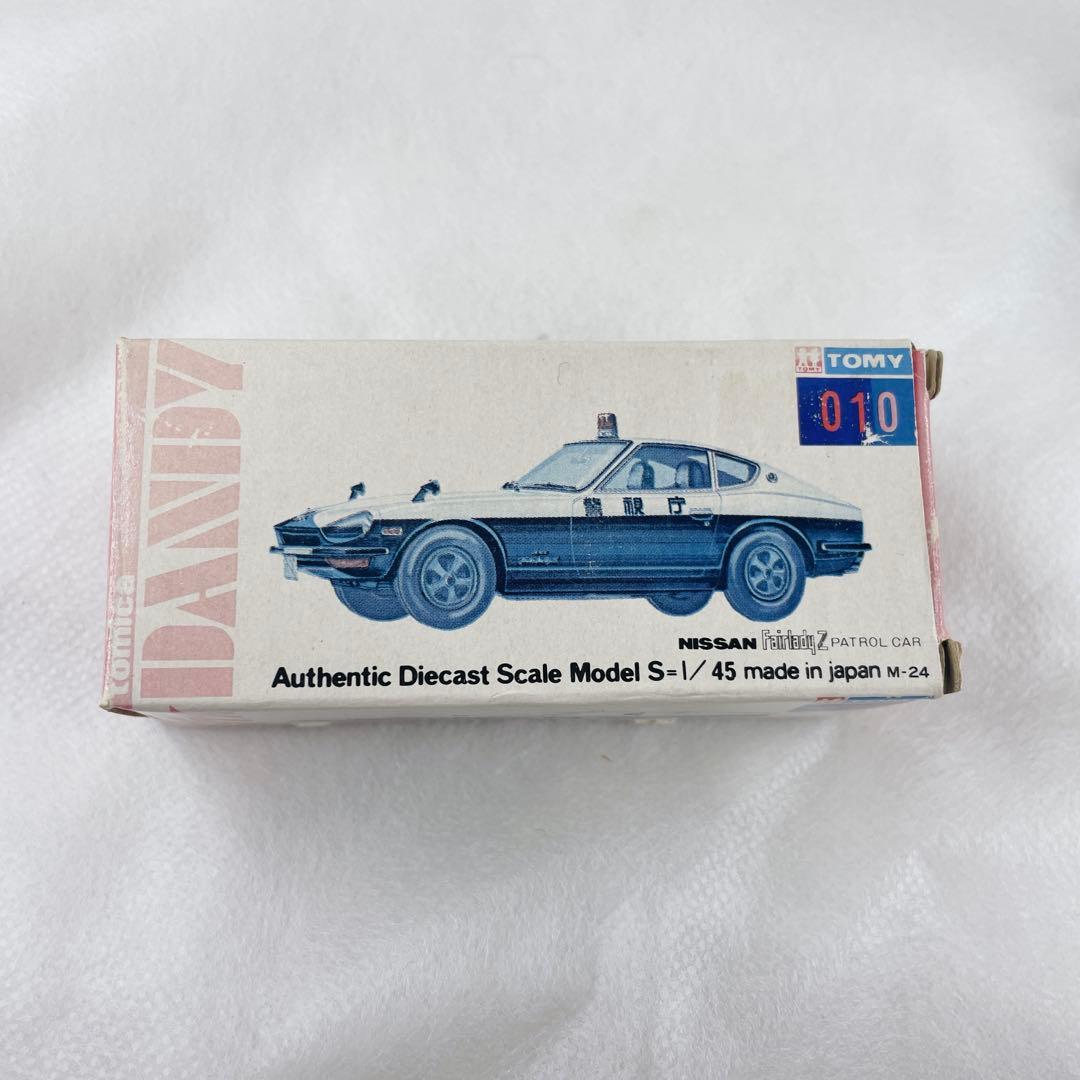 tomica
DANDY
TOMY
TOMY
010
警視庁
NISSAN Fairlady Z PATROL CAR
Authentic Diecast Scale Model S=1/45 made in japan M-24